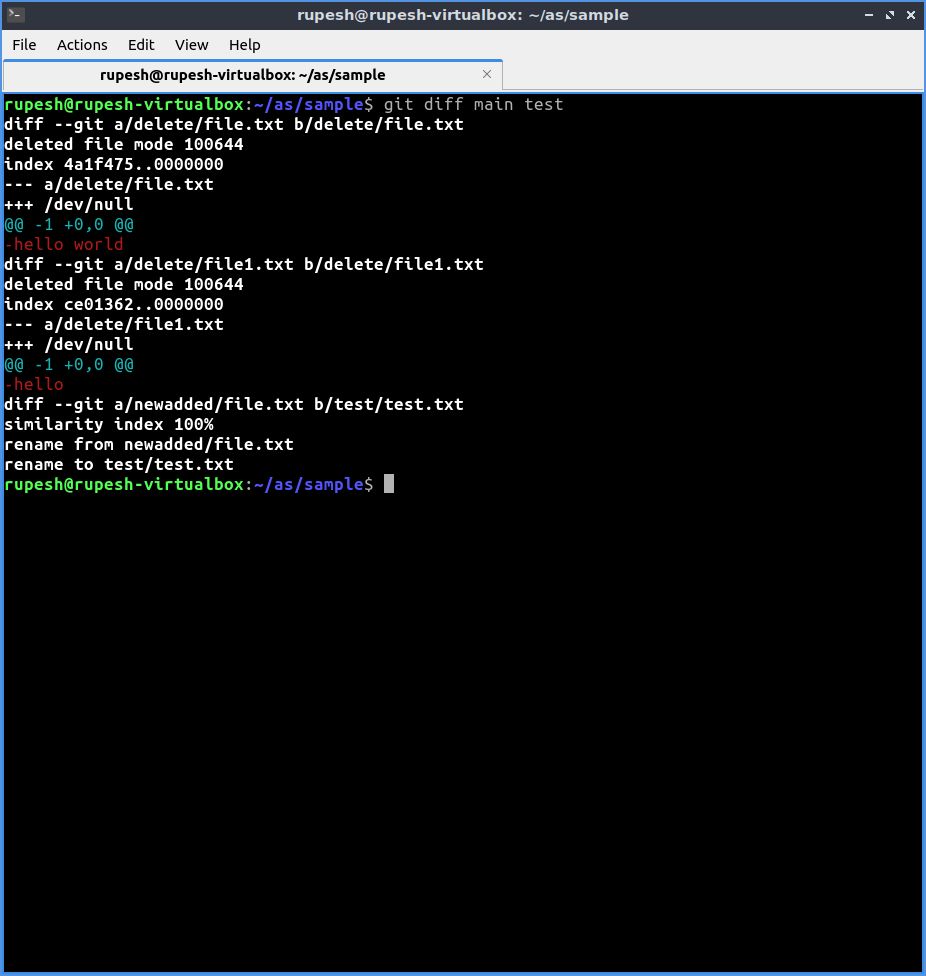 rupesh@rupesh-virtualbox: ~/as/sample
File Actions Edit View Help
rupesh@rupesh-virtualbox: ~/as/sample
rupesh@rupesh-virtualbox:~/as/sample$ git diff main test
diff --git a/delete/file.txt b/delete/file.txt
deleted file mode 100644
index 4a1f475..0000000
--- a/delete/file.txt
+++ /dev/null
@@ -1 +0,0 @@
-hello world
diff --git a/delete/file1.txt b/delete/file1.txt
deleted file mode 100644
index ce01362..0000000
--- a/delete/file1.txt
+++ /dev/null
@@ -1 +0,0 @@
-hello
diff --git a/newadded/file.txt b/test/test.txt
similarity index 100%
rename from newadded/file.txt
rename to test/test.txt
rupesh@rupesh-virtualbox:~/as/sample$